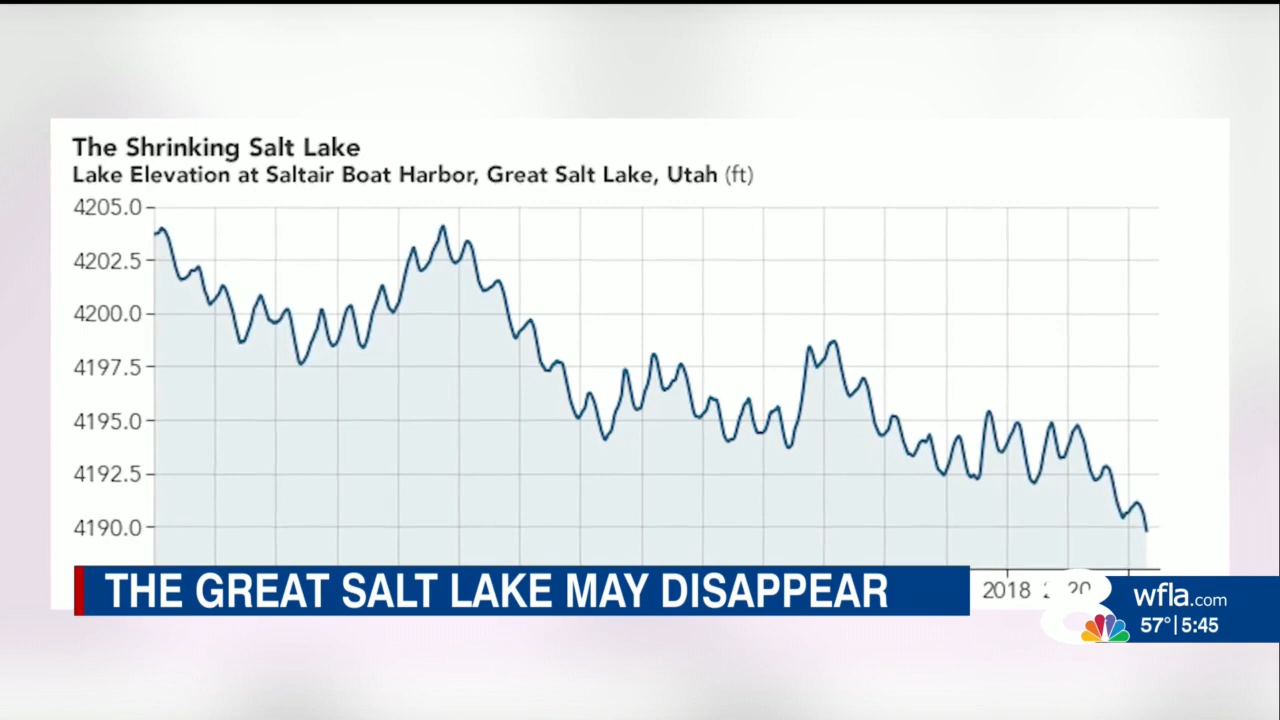 The Shrinking Salt Lake
Lake Elevation at Saltair Boat Harbor, Great Salt Lake, Utah (ft)
4205.0
4202.5
4200.0
4197.5
4195.0
4192.5
4190.0
2018
THE GREAT SALT LAKE MAY DISAPPEAR
8
wfla.com
57°|5:45